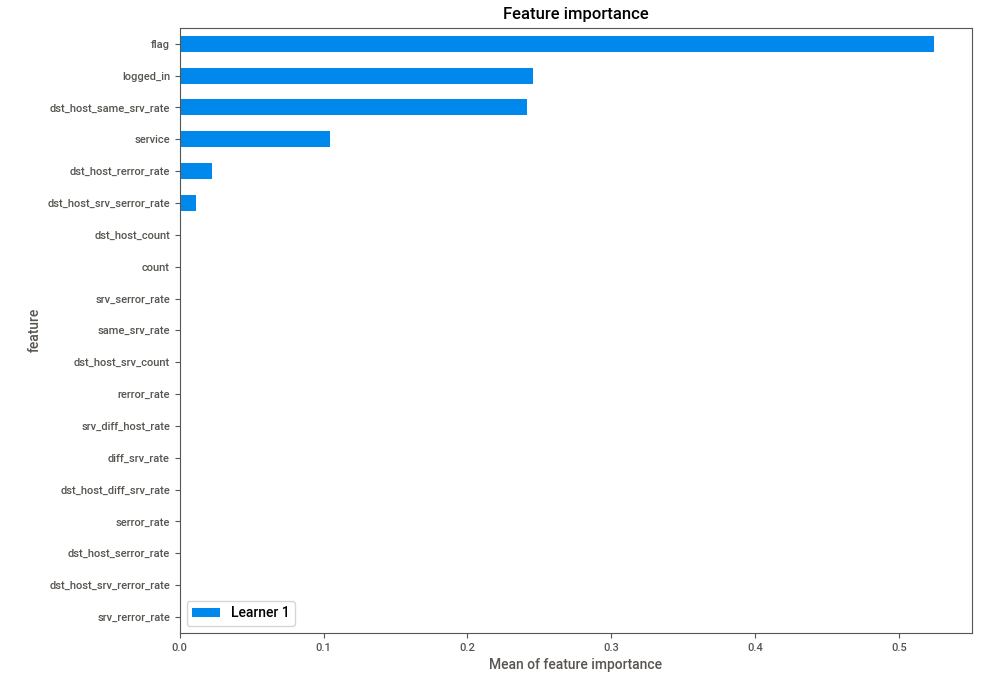 Feature importance
flag
logged_in
dst_host_same_srv_rate
service
dst_host_rerror_rate
dst_host_srv_serror_rate
dst_host_count
count
srv_serror_rate
same_srv_rate
dst_host_srv_count
rerror_rate
srv_diff_host_rate
diff_srv_rate
dst_host_diff_srv_rate
serror_rate
dst_host_serror_rate
dst_host_srv_rerror_rate
srv_rerror_rate
feature
Learner 1
0.0 0.1 0.2 0.3 0.4 0.5
Mean of feature importance